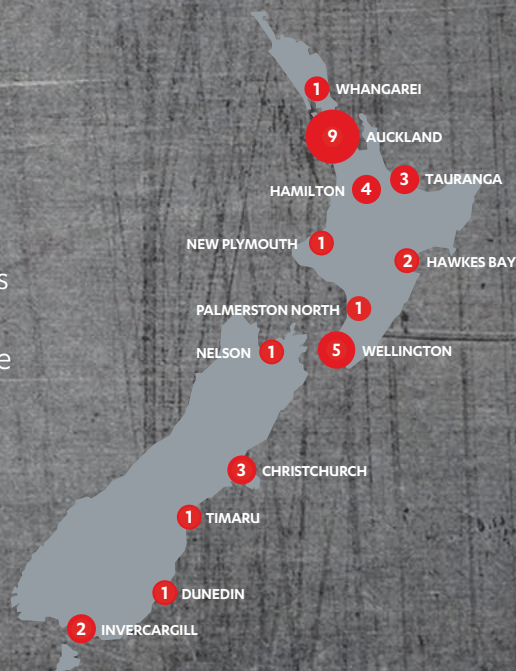 1 WHANGAREI
9 AUCKLAND
3 TAURANGA
HAMILTON 4
NEW PLYMOUTH 1
2 HAWKES BAY
s
PALMERSTON NORTH 1
e
NELSON 1
5 WELLINGTON
3 CHRISTCHURCH
1 TIMARU
1 DUNEDIN
2 INVERCARGILL